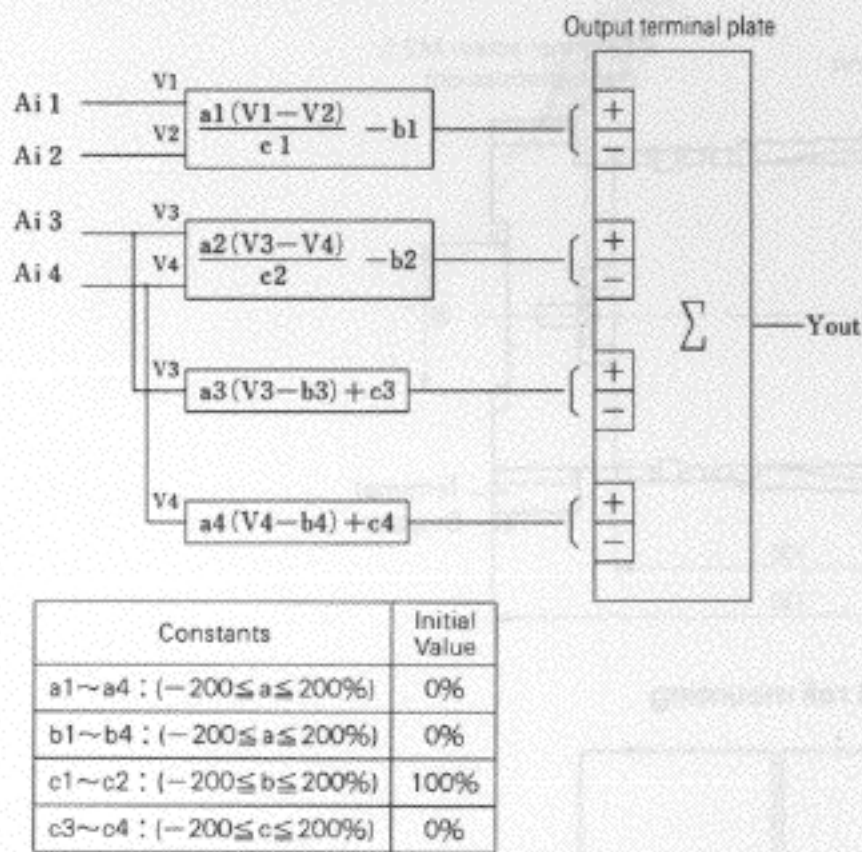 Output terminal plate
Ai 1
V1
Ai 2
V2
a1(V1−V2)
c 1
−b1
+
−
Ai 3
V3
Ai 4
V4
a2(V3−V4)
c2
−b2
+
−
Σ
Yout
V3
a3(V3−b3)+c3
+
−
V4
a4(V4−b4)+c4
+
−
Constants
Initial
Value
a1~a4 : (−200≦a≦200%) 0%
b1~b4 : (−200≦a≦200%) 0%
c1~c2 : (−200≦b≦200%) 100%
c3~c4 : (−200≦c≦200%) 0%